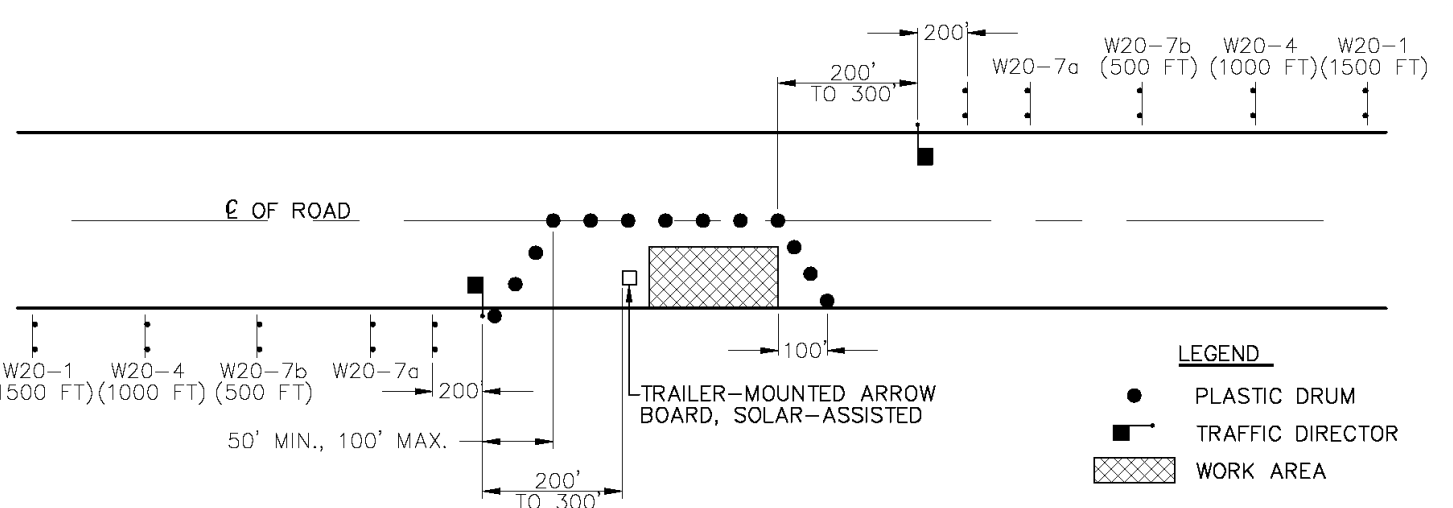 200'
W20-7a
W20-7b
(500 FT)
W20-4
(1000 FT)
W20-1
(1500 FT)
200'
TO 300'
℄ OF ROAD
W20-1
1500 FT)
W20-4
(1000 FT)
W20-7b
(500 FT)
W20-7a
200'
50' MIN., 100' MAX.
200'
TO 300'
TRAILER-MOUNTED ARROW
BOARD, SOLAR-ASSISTED
100'
LEGEND
PLASTIC DRUM
TRAFFIC DIRECTOR
WORK AREA